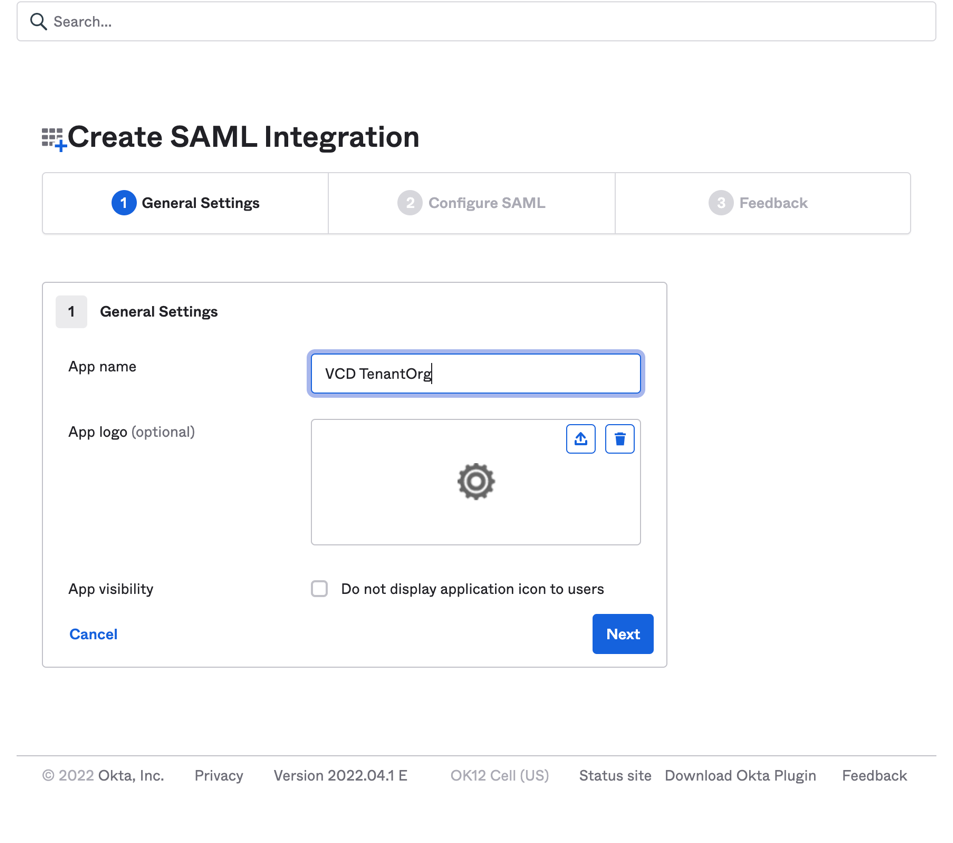 Search...
Create SAML Integration
1 General Settings
2 Configure SAML
3 Feedback
1 General Settings
App name
VCD TenantOrg
App logo (optional)
App visibility
Do not display application icon to users
Cancel
Next
© 2022 Okta, Inc. Privacy Version 2022.04.1 E OK12 Cell (US) Status site Download Okta Plugin Feedback